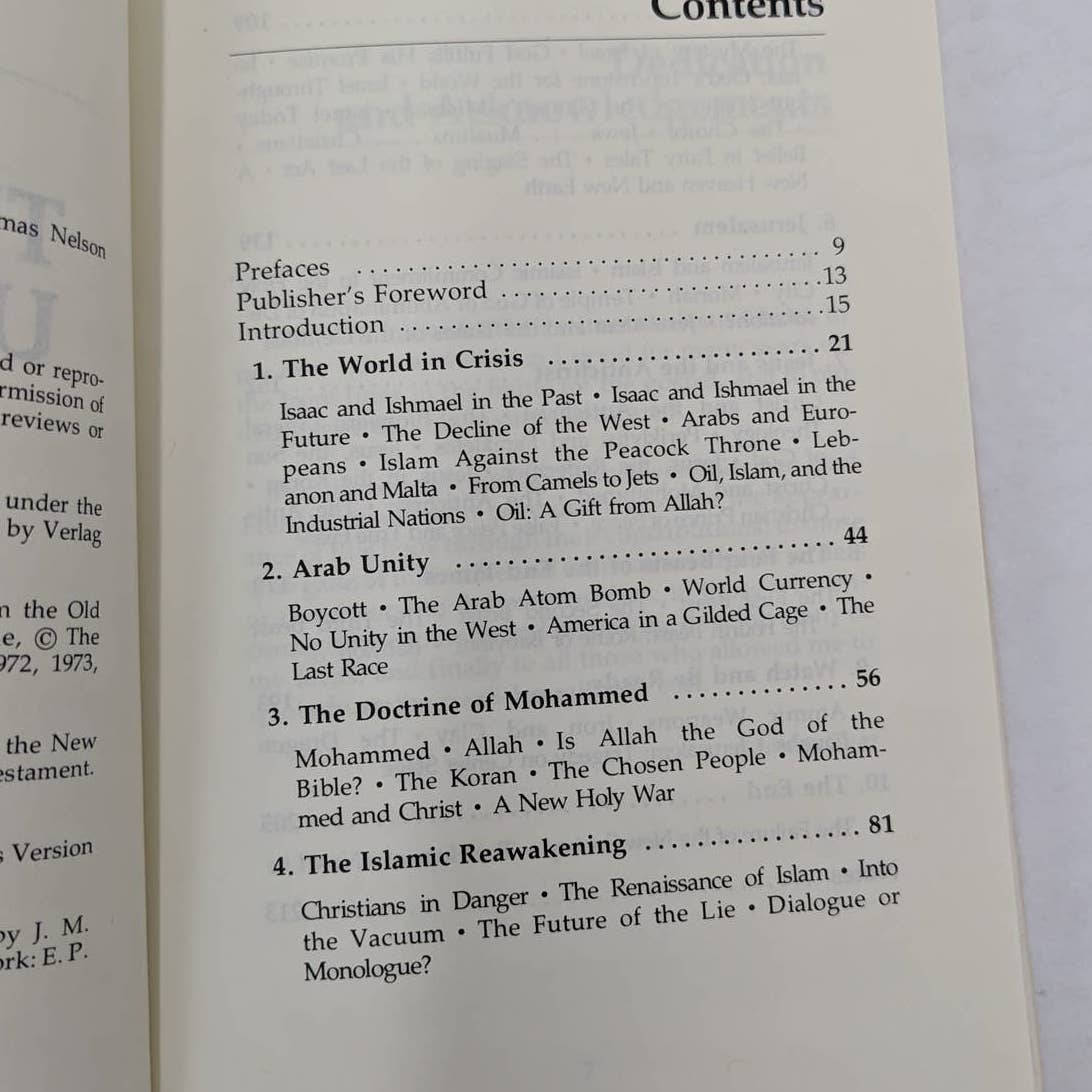 mas Nelson
d or repro-
rmission of
reviews or
under the
by Verlag
n the Old
e, © The
972, 1973,
the New
estament.
s Version
by J. M.
ork: E. P.
Contents
Prefaces 9
Publisher's Foreword 13
Introduction 15
1. The World in Crisis 21
Isaac and Ishmael in the Past • Isaac and Ishmael in the
Future • The Decline of the West • Arabs and Euro-
peans • Islam Against the Peacock Throne • Leb-
anon and Malta • From Camels to Jets • Oil, Islam, and the
Industrial Nations • Oil: A Gift from Allah?
2. Arab Unity 44
Boycott • The Arab Atom Bomb • World Currency •
No Unity in the West • America in a Gilded Cage • The
Last Race
3. The Doctrine of Mohammed 56
Mohammed • Allah • Is Allah the God of the
Bible? • The Koran • The Chosen People • Moham-
med and Christ • A New Holy War
4. The Islamic Reawakening 81
Christians in Danger • The Renaissance of Islam • Into
the Vacuum • The Future of the Lie • Dialogue or
Monologue?